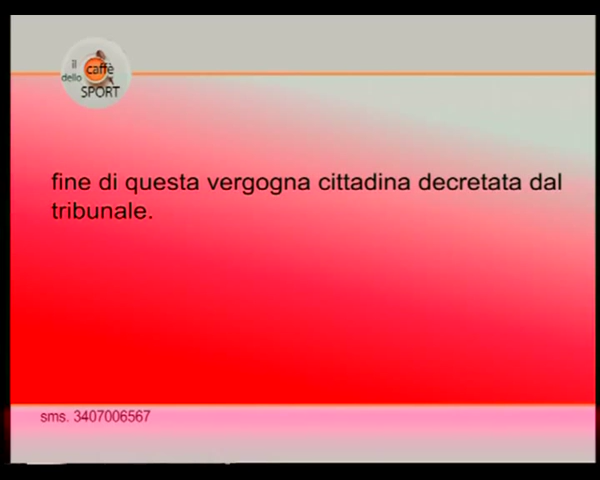 Il
caffè
dello
SPORT
fine di questa vergogna cittadina decretata dal
tribunale.
sms. 3407006567